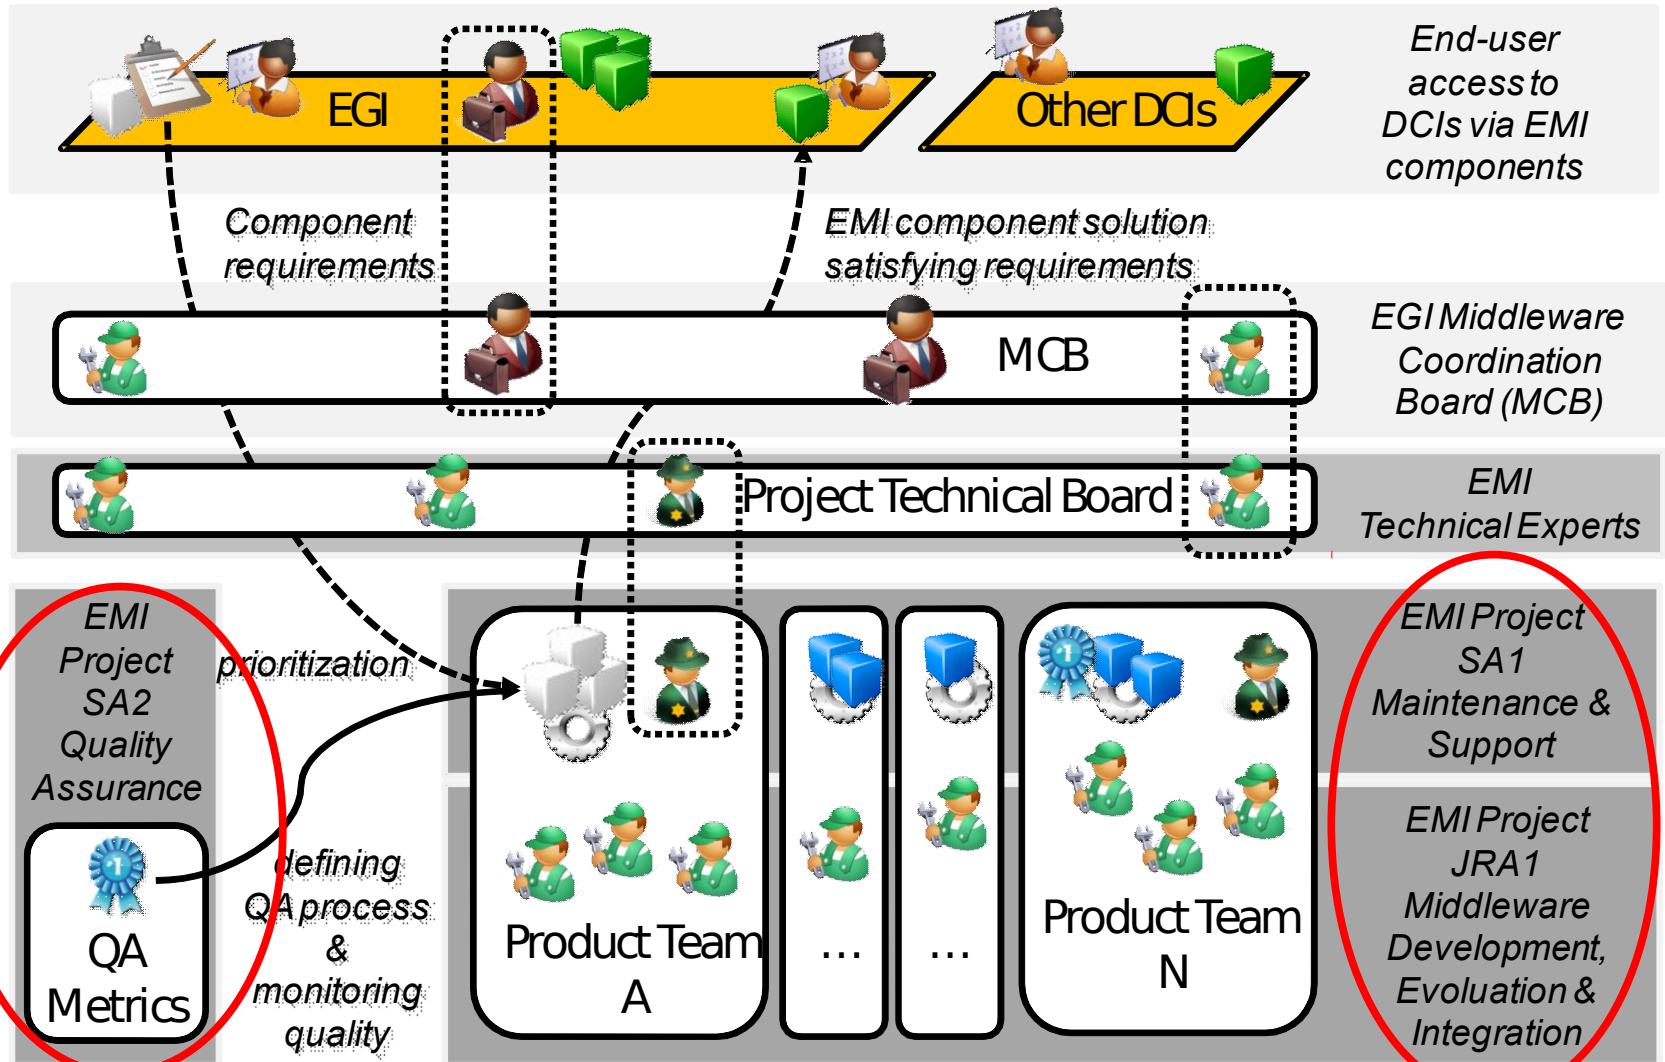 EGI
Other DCIs
End-user
access to
DCIs via EMI
components
Component
requirements
EMI component solution
satisfying requirements
MCB
EGI Middleware
Coordination
Board (MCB)
Project Technical Board
EMI
Technical Experts
EMI
Project
SA2
Quality
Assurance
prioritization
QA
Metrics
defining
QA process
&
monitoring
quality
Product Team
A
...
...
Product Team
N
EMI Project
SA1
Maintenance &
Support
EMI Project
JRA1
Middleware
Development,
Evoluation &
Integration